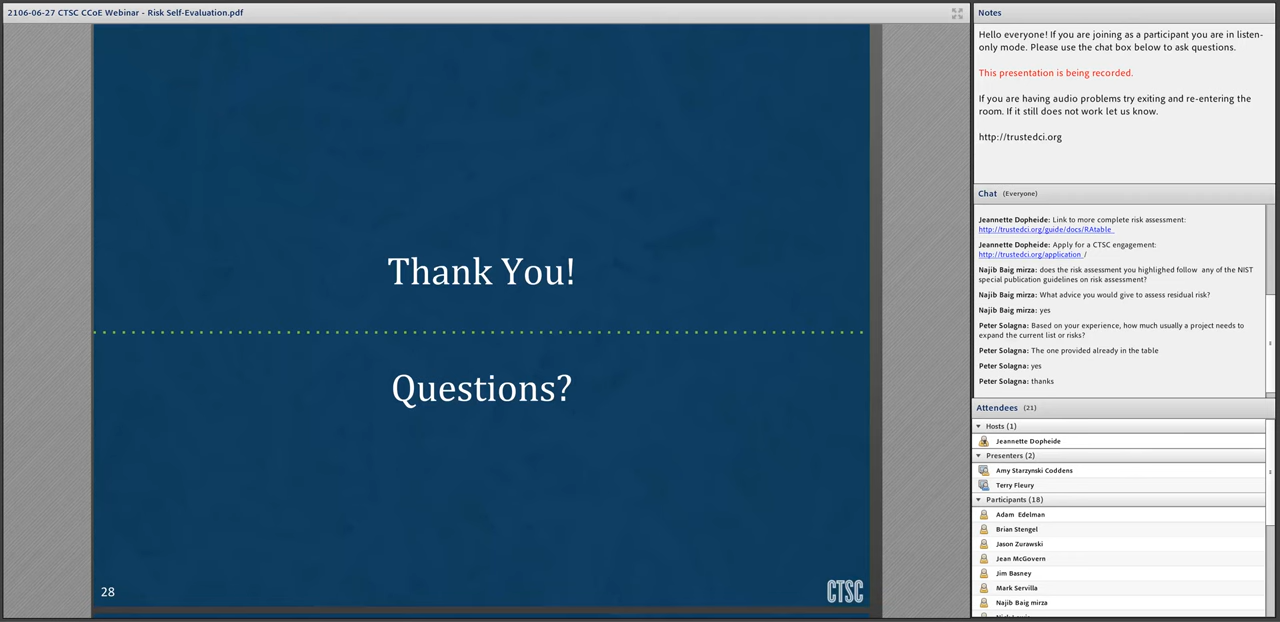 2106-06-27 CTSC CCoE Webinar - Risk Self-Evaluation.pdf
Thank You!
Questions?
28
CTSC
Notes
Hello everyone! If you are joining as a participant you are in listen-
only mode. Please use the chat box below to ask questions.
This presentation is being recorded.
If you are having audio problems try exiting and re-entering the
room. If it still does not work let us know.
http://trustedci.org
Chat (Everyone)
Jeannette Dopheide: Link to more complete risk assessment:
http://trustedci.org/guide/docs/RAtable
Jeannette Dopheide: Apply for a CTSC engagement:
http://trustedci.org/application /
Najib Baig mirza: does the risk assessment you highlighed follow any of the NIST
special publication guidelines on risk assessment?
Najib Baig mirza: What advice you would give to assess residual risk?
Najib Baig mirza: yes
Peter Solagna: Based on your experience, how much usually a project needs to
expand the current list or risks?
Peter Solagna: The one provided already in the table
Peter Solagna: yes
Peter Solagna: thanks
Attendees (21)
Hosts (1)
Jeannette Dopheide
Presenters (2)
Amy Starzynski Coddens
Terry Fleury
Participants (18)
Adam Edelman
Brian Stengel
Jason Zurawski
Jean McGovern
Jim Basney
Mark Servilla
Najib Baig mirza